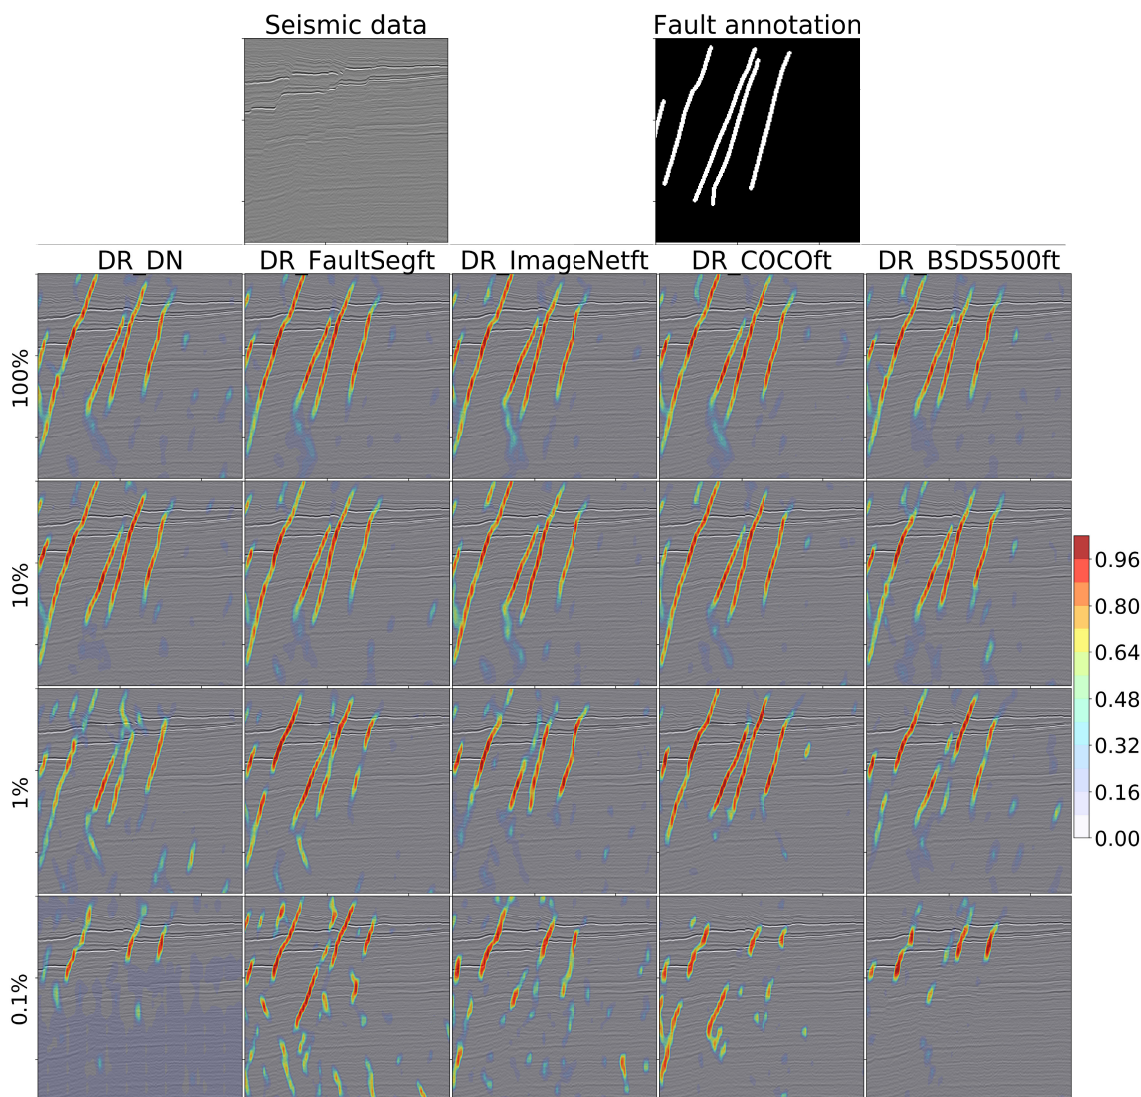 Seismic data
Fault annotation
DR_DN
DR_FaultSegft
DR_ImageNetft
DR_COCOft
DR_BSDS500ft
100%
10%
1%
0.1%
0.96
0.80
0.64
0.48
0.32
0.16
0.00